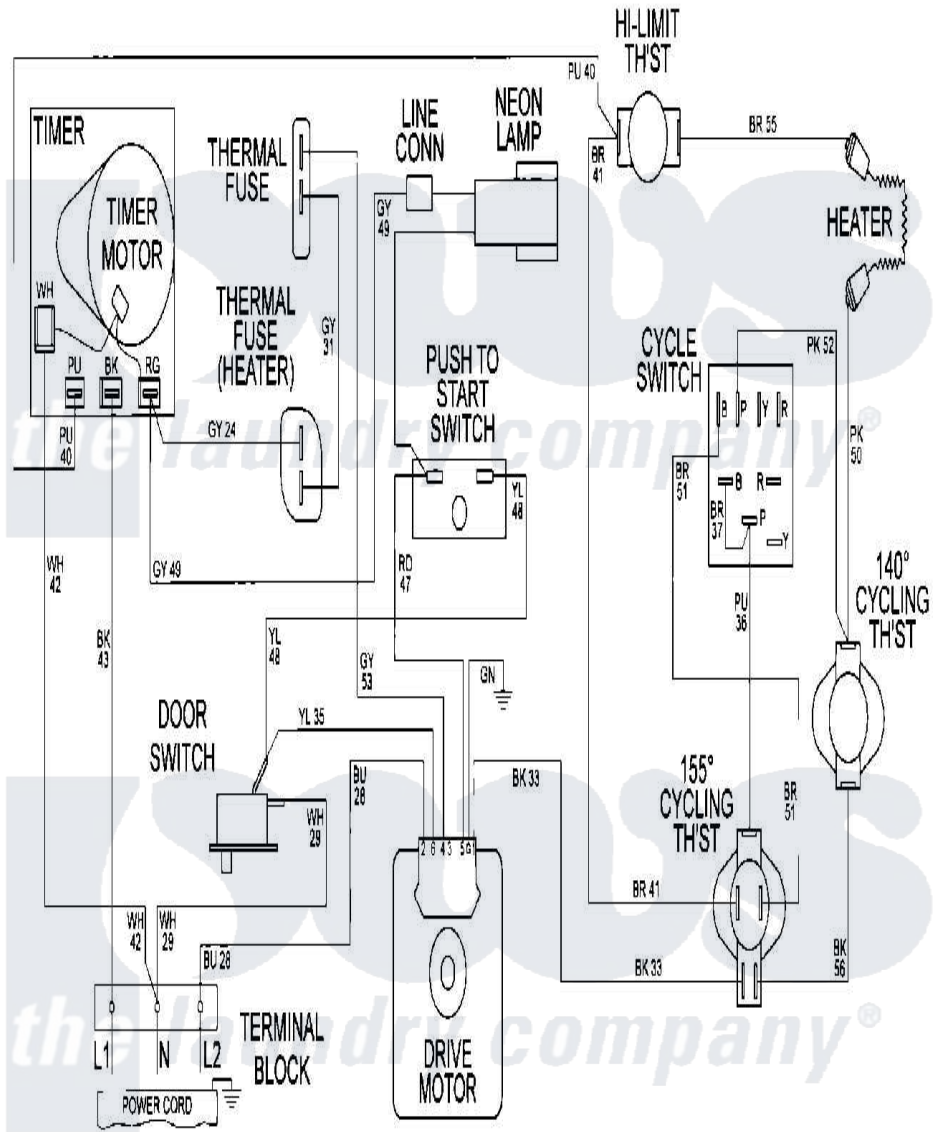 HI-LIMIT
TH'ST
PU 40
BR 55
BR
41
HEATER
TIMER
TIMER
MOTOR
WH
PU
BK
RG
PU
40
THERMAL
FUSE
LINE
CONN
NEON
LAMP
GY
49
THERMAL
FUSE
(HEATER)
GY
31
GY 24
PUSH TO
START
SWITCH
YL
48
RD
47
CYCLE
SWITCH
B
P
Y
R
B
R
P
Y
BR
51
BR
37
PK 52
PK
50
PU
36
140°
CYCLING
TH'ST
the laundry company®
WH
42
GY 49
BK
43
YL
48
GY
53
GN
DOOR
SWITCH
YL 35
WH
29
BU
28
BK 33
155°
CYCLING
TH'ST
BR
51
2 6 4 3 5 G 1
BR 41
BK 33
BK
56
WH
42
WH
29
BU 28
L1
N
L2
TERMINAL
BLOCK
POWER CORD
DRIVE
MOTOR
the laundry company®